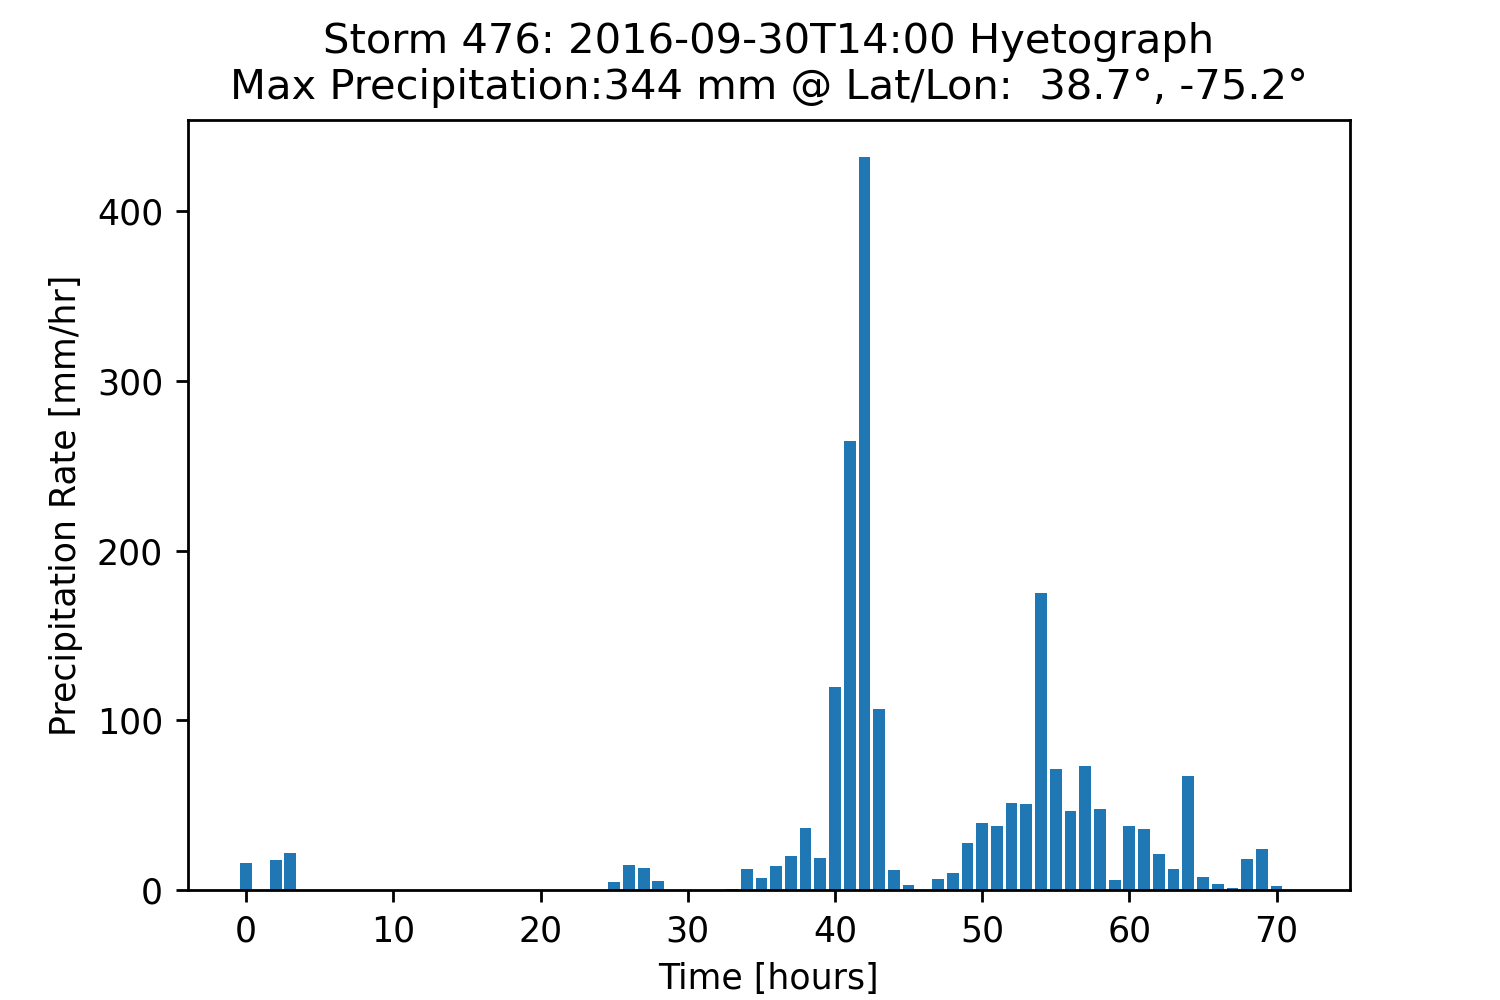 Storm 476: 2016-09-30T14:00 Hyetograph
Max Precipitation:344 mm @ Lat/Lon:  38.7°, -75.2°
Precipitation Rate [mm/hr]
400
300
200
100
0
0 10 20 30 40 50 60 70
Time [hours]